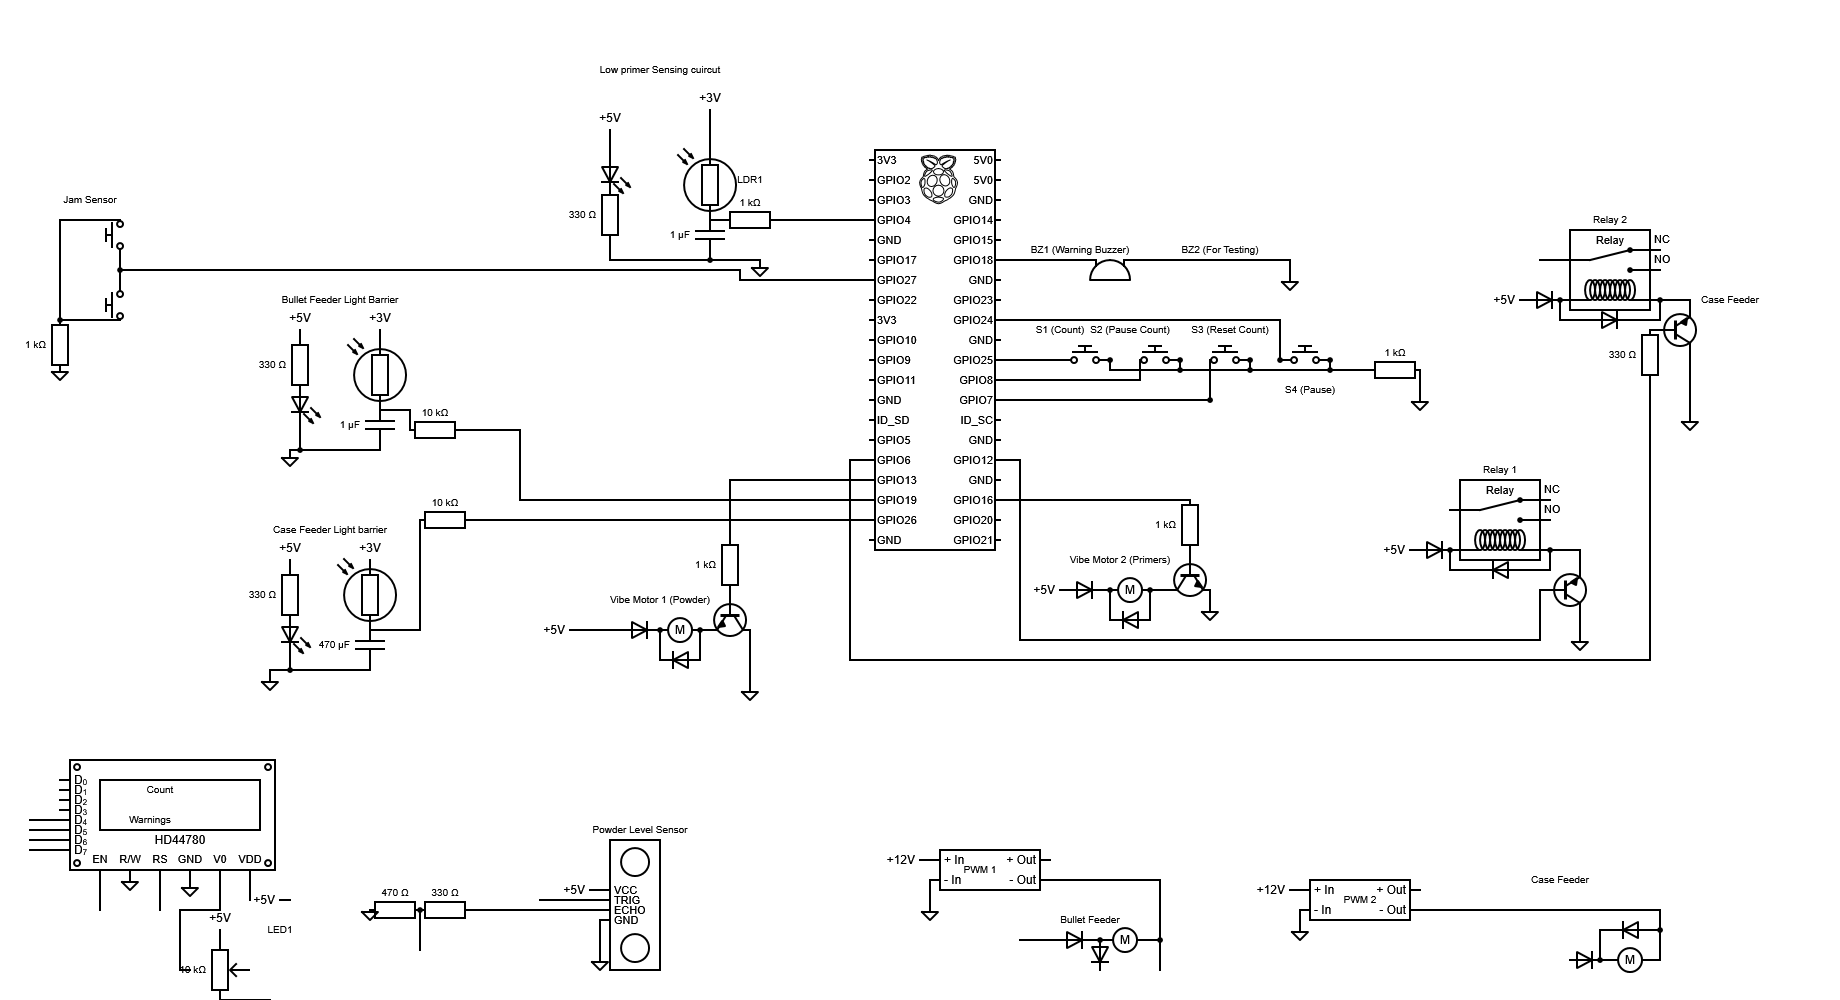 Low primer Sensing cuircut
+3V
+5V
LDR1
330 Ω
1 kΩ
1 µF
Jam Sensor
1 kΩ
Bullet Feeder Light Barrier
+5V
+3V
330 Ω
1 µF
10 kΩ
Case Feeder Light barrier
+5V
+3V
330 Ω
470 µF
10 kΩ
3V3
GPIO2
GPIO3
GPIO4
GND
GPIO17
GPIO27
GPIO22
3V3
GPIO10
GPIO9
GPIO11
GND
ID_SD
GPIO5
GPIO6
GPIO13
GPIO19
GPIO26
GND
5V0
5V0
GND
GPIO14
GPIO15
GPIO18
GND
GPIO23
GPIO24
GND
GPIO25
GPIO8
GPIO7
ID_SC
GND
GPIO12
GND
GPIO16
GPIO20
GPIO21
BZ1 (Warning Buzzer)
BZ2 (For Testing)
S1 (Count)
S2 (Pause Count)
S3 (Reset Count)
S4 (Pause)
1 kΩ
Relay 2
Relay
NC
NO
+5V
Case Feeder
330 Ω
Relay 1
Relay
NC
NO
+5V
1 kΩ
Vibe Motor 1 (Powder)
+5V
M
1 kΩ
Vibe Motor 2 (Primers)
+5V
M
D0
D1
D2
D3
D4
D5
D6
D7
Count
Warnings
HD44780
EN
R/W
RS
GND
V0
VDD
+5V
+5V
LED1
10 kΩ
Powder Level Sensor
470 Ω
330 Ω
+5V
VCC
TRIG
ECHO
GND
+12V
+ In
- In
PWM 1
+ Out
- Out
Bullet Feeder
M
+12V
+ In
- In
PWM 2
+ Out
- Out
Case Feeder
M